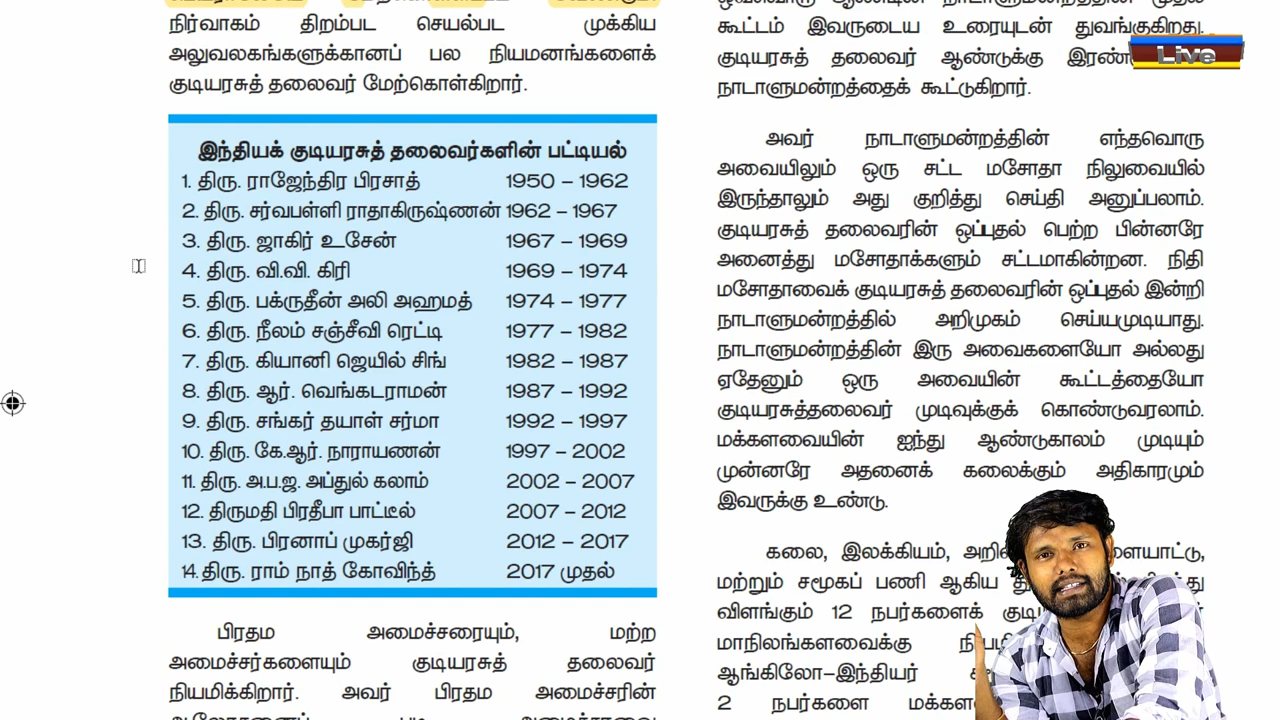 நிர்வாகம் திறம்பட செயல்பட முக்கிய
அலுவலகங்களுக்கானப் பல நியமனங்களைக்
குடியரசுத் தலைவர் மேற்கொள்கிறார்.
இந்தியக் குடியரசுத் தலைவர்களின் பட்டியல்
1. திரு. ராஜேந்திர பிரசாத் 1950 – 1962
2. திரு. சர்வபள்ளி ராதாகிருஷ்ணன் 1962 – 1967
3. திரு. ஜாகிர் உசேன் 1967 – 1969
4. திரு. வி.வி. கிரி 1969 – 1974
5. திரு. பக்ருதீன் அலி அஹமத் 1974 – 1977
6. திரு. நீலம் சஞ்சீவி ரெட்டி 1977 – 1982
7. திரு. கியானி ஜெயில் சிங் 1982 – 1987
8. திரு. ஆர். வெங்கடராமன் 1987 – 1992
9. திரு. சங்கர் தயாள் சர்மா 1992 – 1997
10. திரு. கே.ஆர். நாராயணன் 1997 – 2002
11. திரு. அ.ப.ஜ. அப்துல் கலாம் 2002 – 2007
12. திருமதி பிரதீபா பாட்டீல் 2007 – 2012
13. திரு. பிரனாப் முகர்ஜி 2012 – 2017
14. திரு. ராம் நாத் கோவிந்த் 2017 முதல்
பிரதம அமைச்சரையும், மற்ற
அமைச்சர்களையும் குடியரசுத் தலைவர்
நியமிக்கிறார். அவர் பிரதம அமைச்சரின்
கூட்டம் இவருடைய உரையுடன் துவங்குகிறது.
குடியரசுத் தலைவர் ஆண்டுக்கு
நாடாளுமன்றத்தைக் கூட்டுகிறார்.
அவர் நாடாளுமன்றத்தின் எந்தவொரு
அவையிலும் ஒரு சட்ட மசோதா நிலுவையில்
இருந்தாலும் அது குறித்து செய்தி அனுப்பலாம்.
குடியரசுத் தலைவரின் ஒப்புதல் பெற்ற பின்னரே
அனைத்து மசோதாக்களும் சட்டமாகின்றன. நிதி
மசோதாவைக் குடியரசுத் தலைவரின் ஒப்புதல் இன்றி
நாடாளுமன்றத்தில் அறிமுகம் செய்யமுடியாது.
நாடாளுமன்றத்தின் இரு அவைகளையோ அல்லது
ஏதேனும் ஒரு அவையின் கூட்டத்தையோ
குடியரசுத்தலைவர் முடிவுக்குக் கொண்டுவரலாம்.
மக்களவையின் ஐந்து ஆண்டுகாலம் முடியும்
முன்னரே அதனைக் கலைக்கும் அதிகாரமும்
இவருக்கு உண்டு.
கலை, இலக்கியம்,
மற்றும் சமூகப் பணி ஆகிய
விளங்கும் 12 நபர்களைக்
மாநிலங்களவைக்கு
ஆங்கிலோ–இந்தியர்
2 நபர்களை
Live